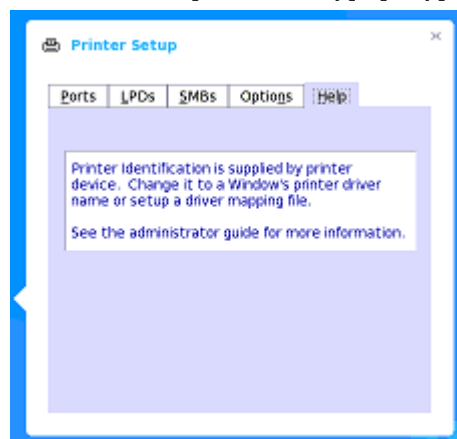 Printer Setup
Ports LPDs SMBs Options Help
Printer Identification is supplied by printer
device. Change it to a Window's printer driver
name or setup a driver mapping file.
See the administrator guide for more information.